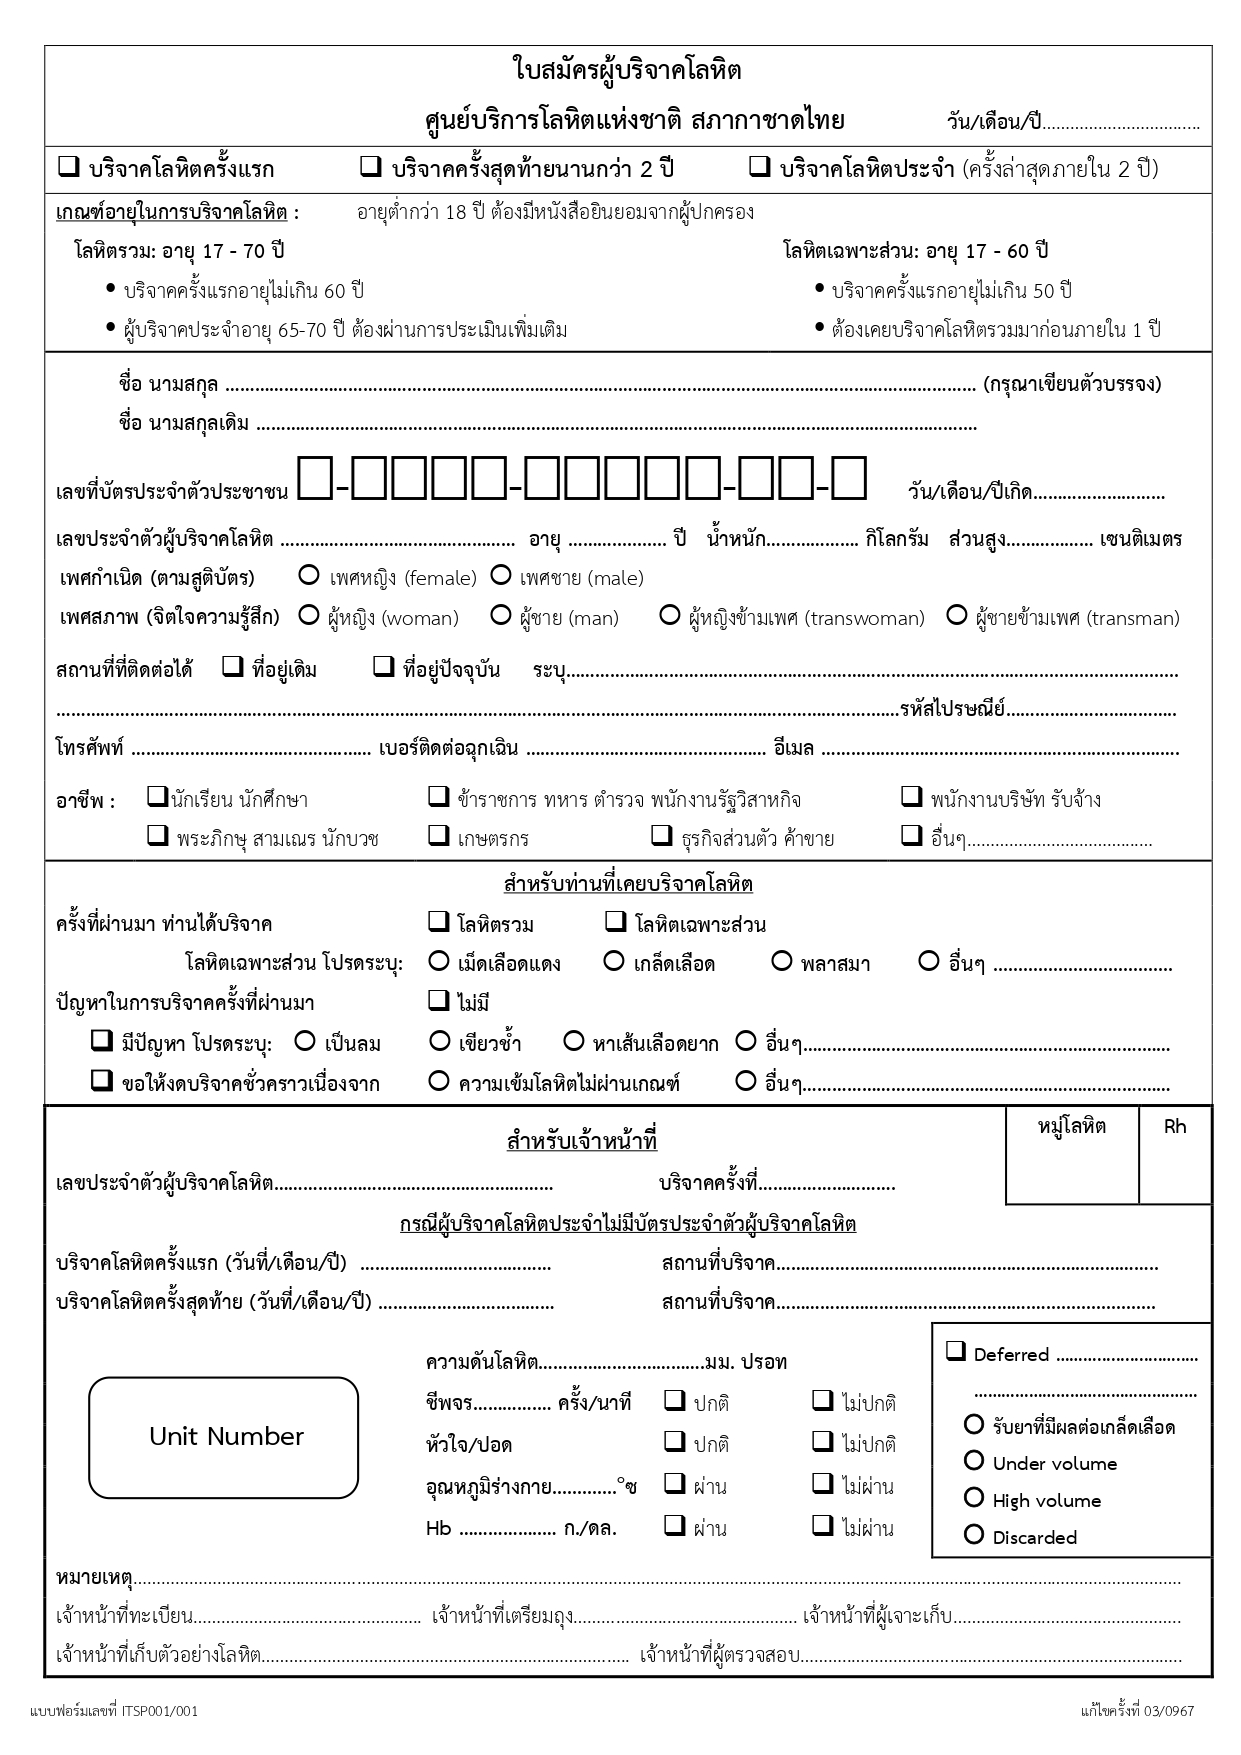 ใบสมัครผู้บริจาคโลหิต
ศูนย์บริการโลหิตแห่งชาติ สภากาชาดไทย วัน/เดือน/ปี..................................
❑ บริจาคโลหิตครั้งแรก ❑ บริจาคครั้งสุดท้ายนานกว่า 2 ปี ❑ บริจาคโลหิตประจำ (ครั้งล่าสุดภายใน 2 ปี)
เกณฑ์อายุในการบริจาคโลหิต : อายุต่ำกว่า 18 ปี ต้องมีหนังสือยินยอมจากผู้ปกครอง
โลหิตรวม: อายุ 17 - 70 ปี โลหิตเฉพาะส่วน: อายุ 17 - 60 ปี
• บริจาคครั้งแรกอายุไม่เกิน 60 ปี • บริจาคครั้งแรกอายุไม่เกิน 50 ปี
• ผู้บริจาคประจำอายุ 65-70 ปี ต้องผ่านการประเมินเพิ่มเติม • ต้องเคยบริจาคโลหิตรวมมาก่อนภายใน 1 ปี
ชื่อ นามสกุล ........................................ (กรุณาเขียนตัวบรรจง)
ชื่อ นามสกุลเดิม ........................................
เลขที่บัตรประจำตัวประชาชน ☐-☐☐☐☐-☐☐☐☐☐-☐☐-☐ วัน/เดือน/ปีเกิด............................
เลขประจำตัวผู้บริจาคโลหิต ................................ อายุ .................... ปี น้ำหนัก................... กิโลกรัม ส่วนสูง.................. เซนติเมตร
เพศกำเนิด (ตามสูติบัตร) ○ เพศหญิง (female) ○ เพศชาย (male)
เพศสภาพ (จิตใจความรู้สึก) ○ ผู้หญิง (woman) ○ ผู้ชาย (man) ○ ผู้หญิงข้ามเพศ (transwoman) ○ ผู้ชายข้ามเพศ (transman)
สถานที่ที่ติดต่อได้ ❑ ที่อยู่เดิม ❑ ที่อยู่ปัจจุบัน ระบุ........................................
........................................รหัสไปรษณีย์...................................
โทรศัพท์ ................................ เบอร์ติดต่อฉุกเฉิน ................................ อีเมล ........................................
อาชีพ : ❑นักเรียน นักศึกษา ❑ ข้าราชการ ทหาร ตำรวจ พนักงานรัฐวิสาหกิจ ❑ พนักงานบริษัท รับจ้าง
❑ พระภิกษุ สามเณร นักบวช ❑ เกษตรกร ❑ ธุรกิจส่วนตัว ค้าขาย ❑ อื่นๆ........................................
สำหรับท่านที่เคยบริจาคโลหิต
ครั้งที่ผ่านมา ท่านได้บริจาค ❑ โลหิตรวม ❑ โลหิตเฉพาะส่วน
โลหิตเฉพาะส่วน โปรดระบุ: ○ เม็ดเลือดแดง ○ เกล็ดเลือด ○ พลาสมา ○ อื่นๆ .....................................
ปัญหาในการบริจาคครั้งที่ผ่านมา ❑ ไม่มี
❑ มีปัญหา โปรดระบุ: ○ เป็นลม ○ เขียวช้ำ ○ หาเส้นเลือดยาก ○ อื่นๆ........................................
❑ ขอให้งดบริจาคชั่วคราวเนื่องจาก ○ ความเข้มโลหิตไม่ผ่านเกณฑ์ ○ อื่นๆ........................................
สำหรับเจ้าหน้าที่ หมู่โลหิต Rh
เลขประจำตัวผู้บริจาคโลหิต........................................ บริจาคครั้งที่............................
กรณีผู้บริจาคโลหิตประจำไม่มีบัตรประจำตัวผู้บริจาคโลหิต
บริจาคโลหิตครั้งแรก (วันที่/เดือน/ปี) ....................................... สถานที่บริจาค........................................
บริจาคโลหิตครั้งสุดท้าย (วันที่/เดือน/ปี) .................................... สถานที่บริจาค........................................
Unit Number
ความดันโลหิต..................................มม. ปรอท
ชีพจร................ ครั้ง/นาที ❑ ปกติ ❑ ไม่ปกติ
หัวใจ/ปอด ❑ ปกติ ❑ ไม่ปกติ
อุณหภูมิร่างกาย.............°ซ ❑ ผ่าน ❑ ไม่ผ่าน
Hb .................... ก./ดล. ❑ ผ่าน ❑ ไม่ผ่าน
❑ Deferred .............................
..............................................
○ รับยาที่มีผลต่อเกล็ดเลือด
○ Under volume
○ High volume
○ Discarded
หมายเหตุ........................................
เจ้าหน้าที่ทะเบียน................................ เจ้าหน้าที่เตรียมถุง................................ เจ้าหน้าที่ผู้เจาะเก็บ................................
เจ้าหน้าที่เก็บตัวอย่างโลหิต........................................ เจ้าหน้าที่ผู้ตรวจสอบ........................................
แบบฟอร์มเลขที่ ITSP001/001 แก้ไขครั้งที่ 03/0967